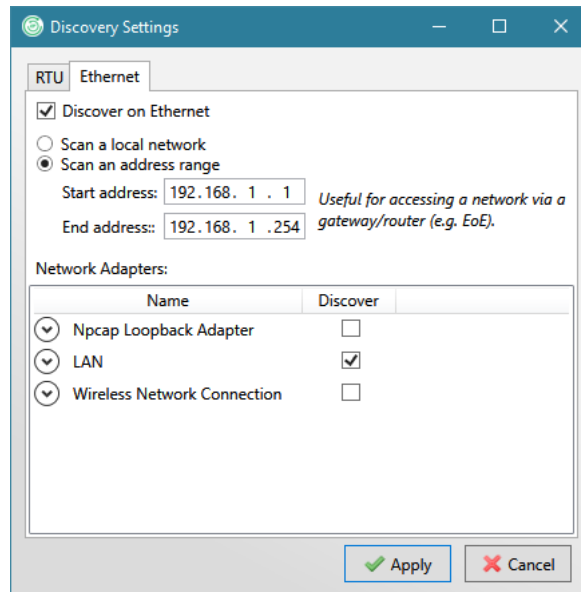 Discovery Settings
RTU Ethernet
Discover on Ethernet
Scan a local network
Scan an address range
Start address: 192.168. 1 . 1
End address:: 192.168. 1 .254
Useful for accessing a network via a
gateway/router (e.g. EoE).
Network Adapters:
Name Discover
Npcap Loopback Adapter
LAN
Wireless Network Connection
Apply Cancel